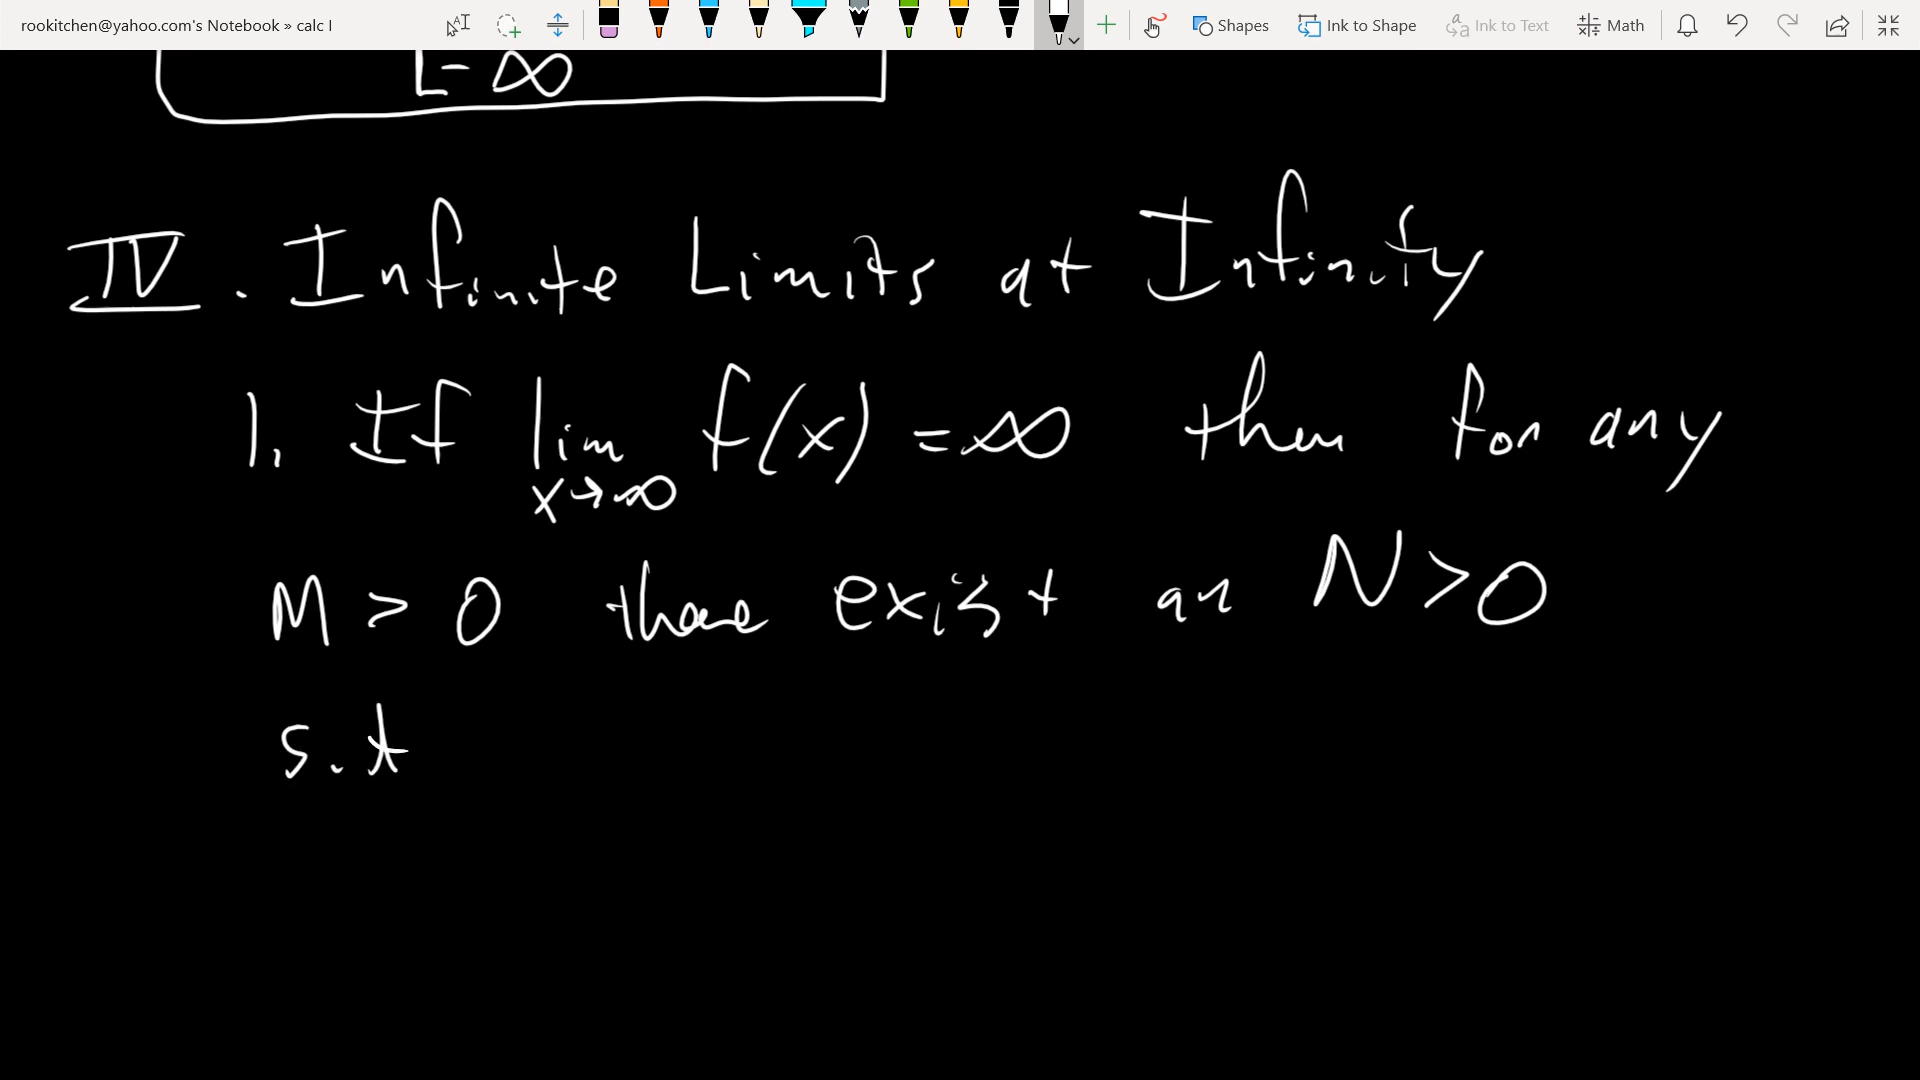 rookitchen@yahoo.com's Notebook » calc I
Shapes Ink to Shape Ink to Text Math
L = ∞
IV. Infinite Limits at Infinity
1. If lim f(x) = ∞ then for any
x→∞
M > 0 there exist an N > 0
s.t